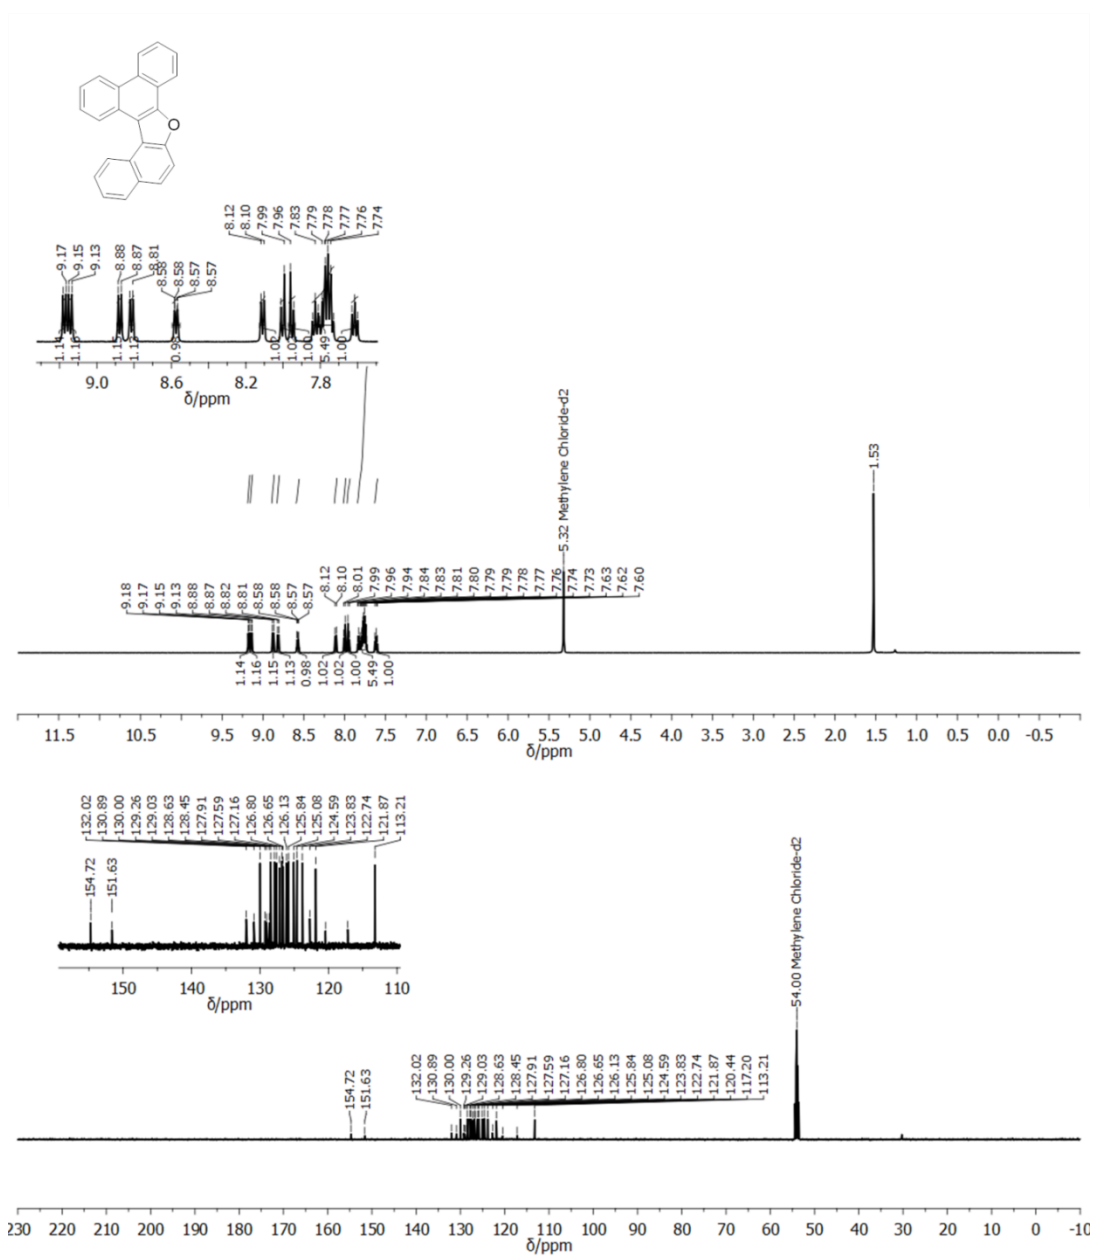 O
8.12 8.10 7.99 7.96 7.83 7.79 7.78 7.77 7.76 7.74
9.17 9.15 9.13 8.88 8.87 8.81 8.58 8.58 8.57 8.57
1.02 1.00 5.49 1.00
9.0 8.6 8.2 7.8
δ/ppm
5.32 Methylene Chloride-d2
1.53
9.18 9.17 9.15 9.13 8.88 8.87 8.82 8.81 8.58 8.58 8.57 8.57
8.12 8.10 8.01 7.99 7.96 7.94 7.84 7.83 7.81 7.80 7.79 7.79 7.78 7.77 7.76 7.74 7.73 7.63 7.62 7.60
1.14 1.16 1.15 1.13 0.98 1.02 1.02 1.00 5.49 1.00
11.5 10.5 9.5 9.0 8.5 8.0 7.5 7.0 6.5 6.0 5.5 5.0 4.5 4.0 3.5 3.0 2.5 2.0 1.5 1.0 0.5 0.0 -0.5
δ/ppm
132.02 130.89 130.00 129.26 129.03 128.63 128.45 127.91 127.59 127.16 126.80 126.65 126.13 125.84 125.08 124.59 123.83 122.74 121.87 113.21
154.72 151.63
150 140 130 120 110
δ/ppm
54.00 Methylene Chloride-d2
154.72 151.63
132.02 130.89 130.00 129.26 129.03 128.63 128.45 127.91 127.59 127.16 126.80 126.65 126.13 125.84 125.08 124.59 123.83 122.74 121.87 120.44 117.20 113.21
230 220 210 200 190 180 170 160 150 140 130 120 110 100 90 80 70 60 50 40 30 20 10 0 -10
δ/ppm